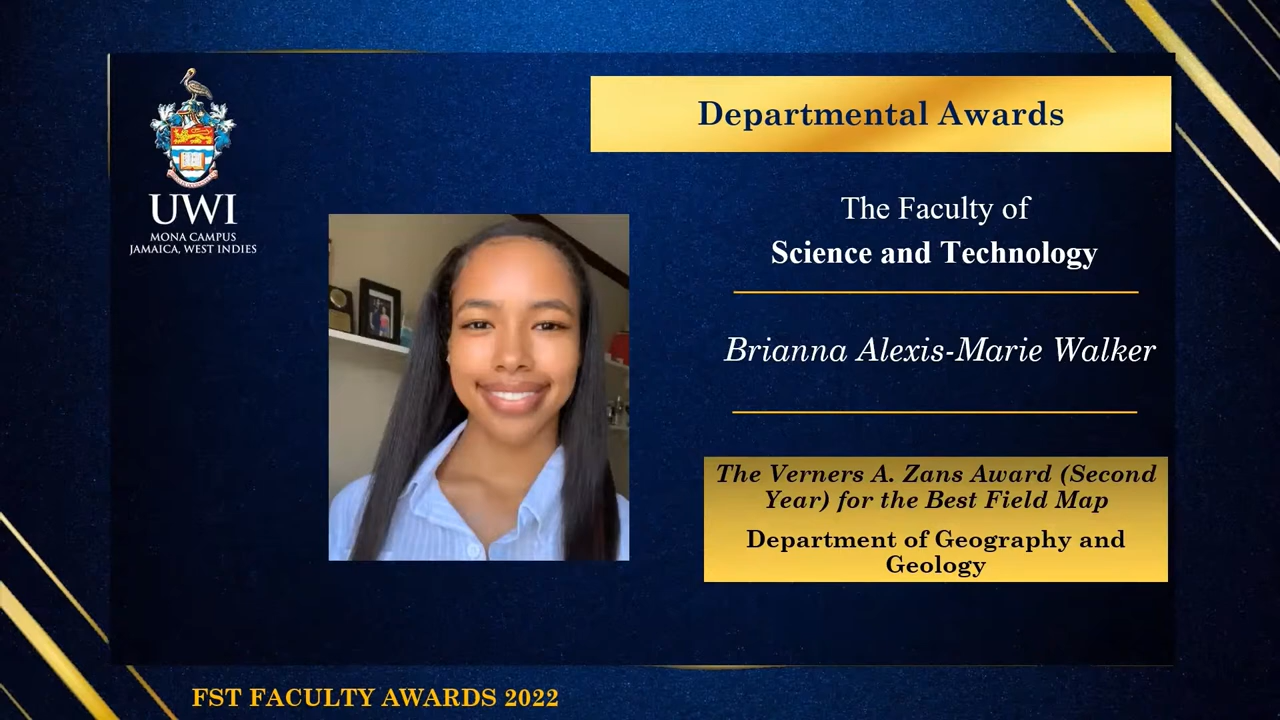 UWI
MONA CAMPUS
JAMAICA, WEST INDIES
Departmental Awards
The Faculty of
Science and Technology
Brianna Alexis-Marie Walker
The Verners A. Zans Award (Second
Year) for the Best Field Map
Department of Geography and
Geology
FST FACULTY AWARDS 2022